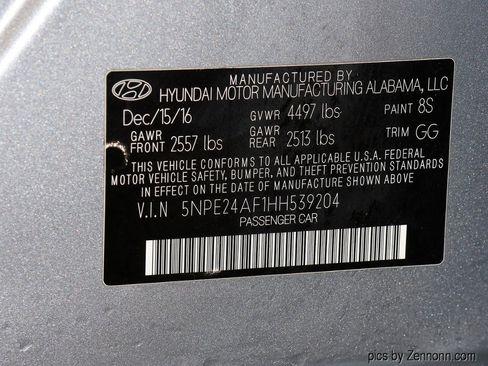 MANUFACTURED BY
HYUNDAI MOTOR MANUFACTURING ALABAMA, LLC
Dec/15/16 GVWR 4497 lbs PAINT 8S
GAWR FRONT 2557 lbs GAWR REAR 2513 lbs TRIM GG
THIS VEHICLE CONFORMS TO ALL APPLICABLE U.S.A. FEDERAL
MOTOR VEHICLE SAFETY, BUMPER, AND THEFT PREVENTION STANDARDS
IN EFFECT ON THE DATE OF MANUFACTURE SHOWN ABOVE.
V.I.N 5NPE24AF1HH539204
PASSENGER CAR
pics by Zennonn.com